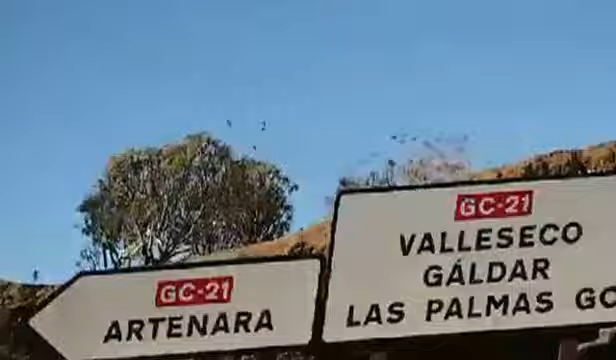 GC-21
ARTENARA
GC-21
VALLESECO
GÁLDAR
LAS PALMAS GC